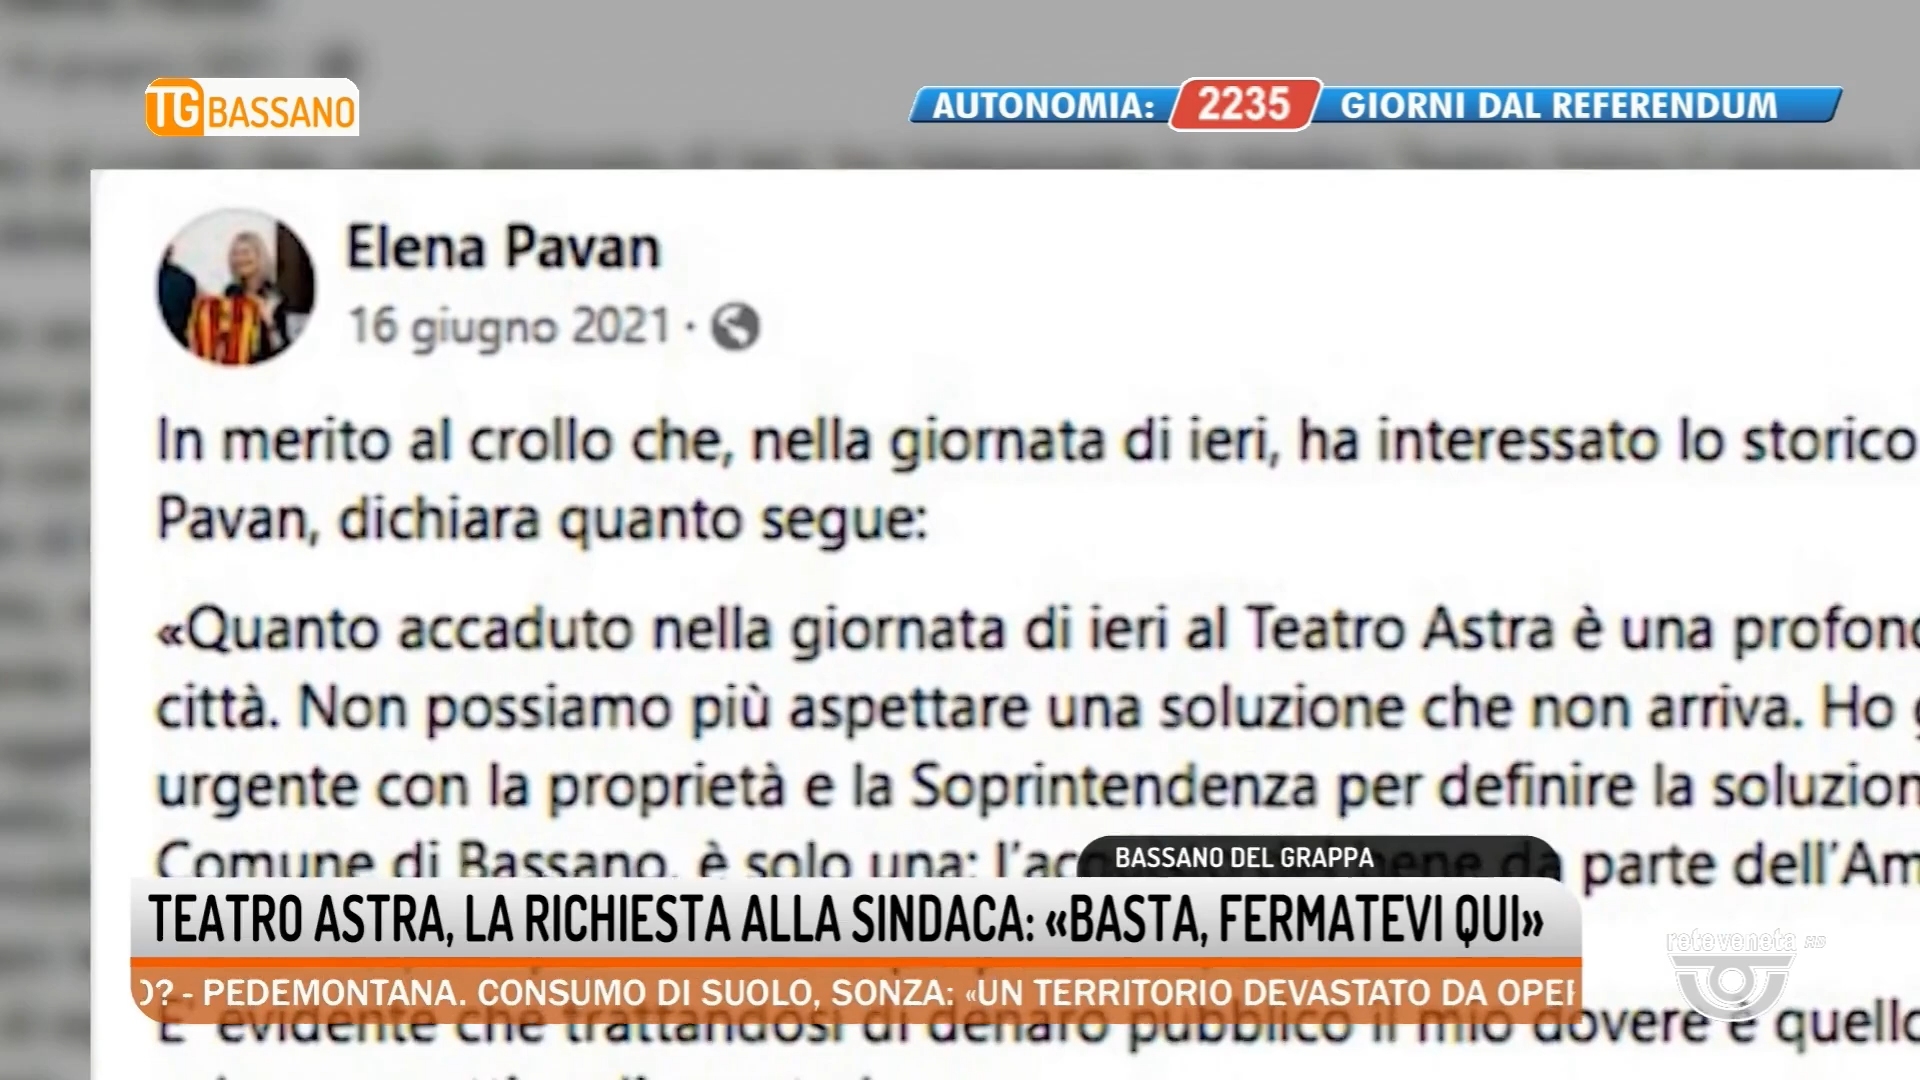 TG BASSANO
AUTONOMIA: 2235 GIORNI DAL REFERENDUM
Elena Pavan
16 giugno 2021 ·
In merito al crollo che, nella giornata di ieri, ha interessato lo storico
Pavan, dichiara quanto segue:
«Quanto accaduto nella giornata di ieri al Teatro Astra è una profond
città. Non possiamo più aspettare una soluzione che non arriva. Ho
urgente con la proprietà e la Soprintendenza per definire la soluzion
Comune di Bassano, è solo una: l'acq da parte dell'Am
BASSANO DEL GRAPPA
TEATRO ASTRA, LA RICHIESTA ALLA SINDACA: «BASTA, FERMATEVI QUI»
O? - PEDEMONTANA. CONSUMO DI SUOLO, SONZA: «UN TERRITORIO DEVASTATO DA OPER
E' evidente che trattandosi di denaro pubblico il mio dovere è quello
reteveneta HD